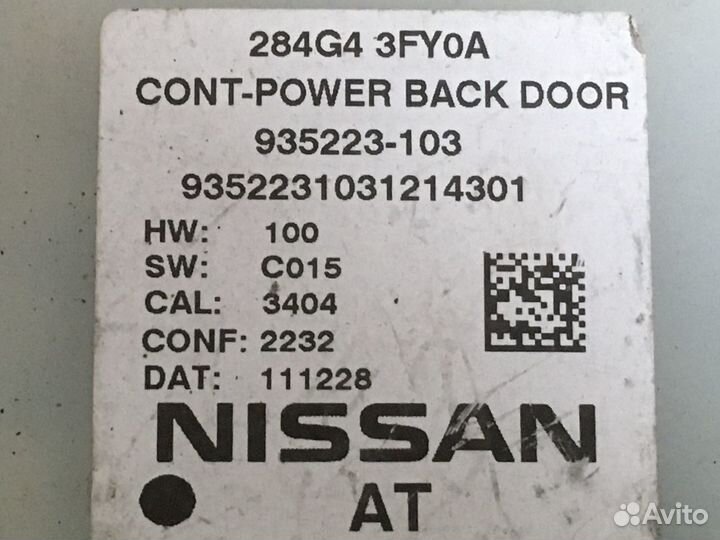 284G4 3FY0A
CONT-POWER BACK DOOR
935223-103
9352231031214301
HW: 100
SW: C015
CAL: 3404
CONF: 2232
DAT: 111228
NISSAN
AT
Avito